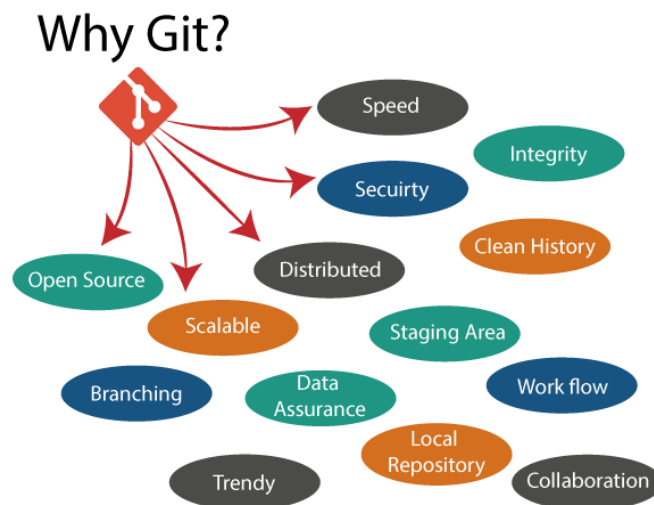 Why Git?
Speed
Integrity
Secuirty
Clean History
Distributed
Open Source
Scalable
Staging Area
Branching
Data
Assurance
Work flow
Local
Repository
Trendy
Collaboration